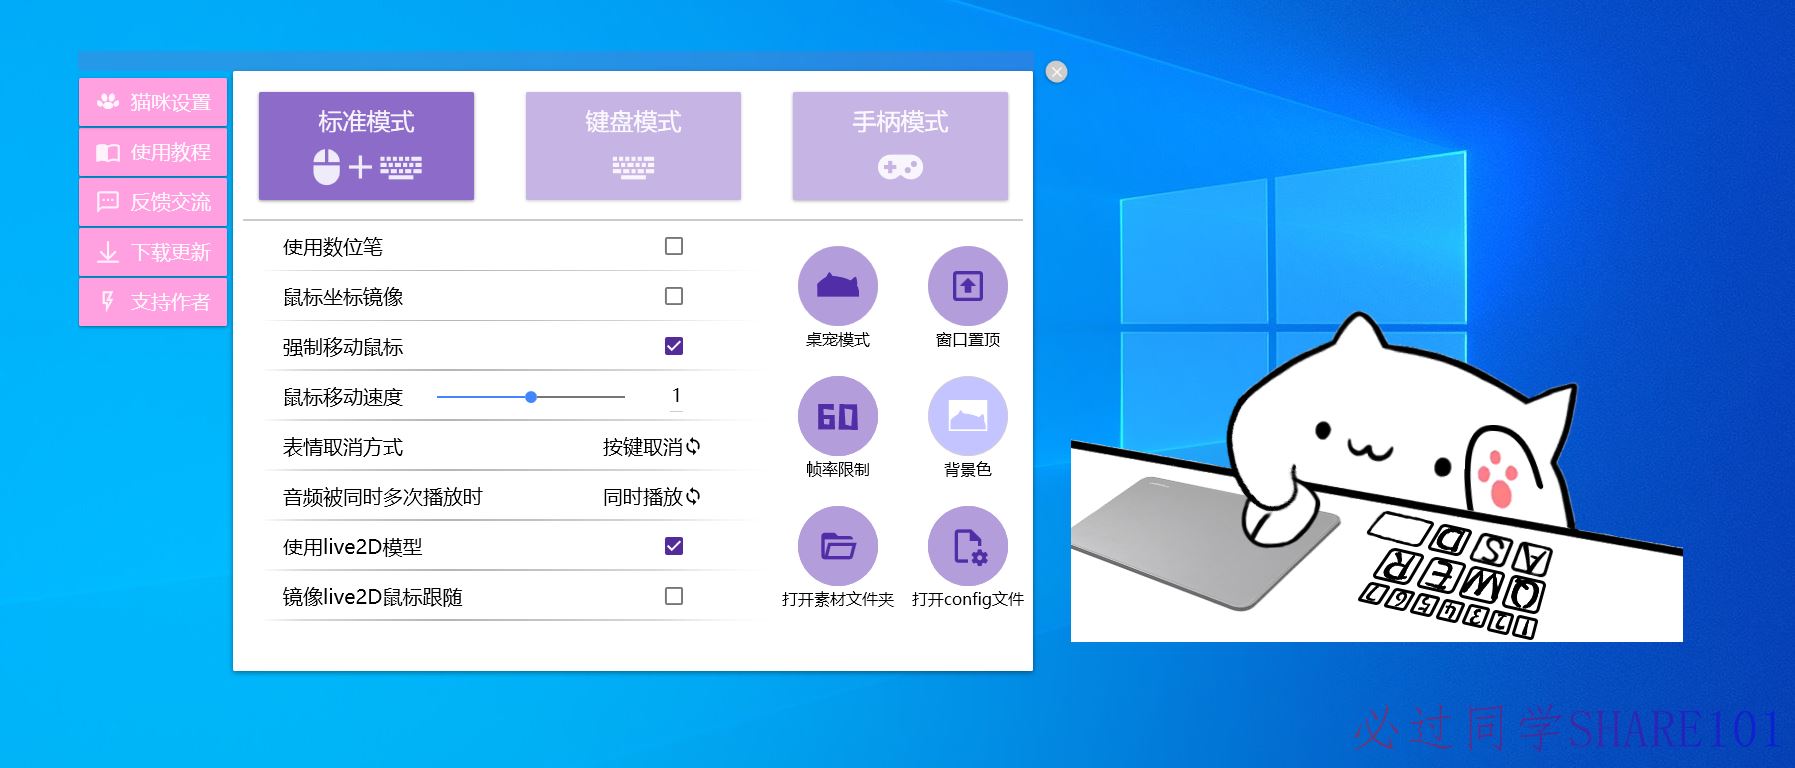 猫咪设置
使用教程
反馈交流
下载更新
支持作者
标准模式
键盘模式
手柄模式
使用数位笔
鼠标坐标镜像
强制移动鼠标
鼠标移动速度 1
表情取消方式 按键取消
音频被同时多次播放时 同时播放
使用live2D模型
镜像live2D鼠标跟随
桌宠模式
窗口置顶
60
帧率限制
背景色
打开素材文件夹
打开config文件
D S A
R E W Q
7 6 5 4 3 2 1
必过同学SHARE101